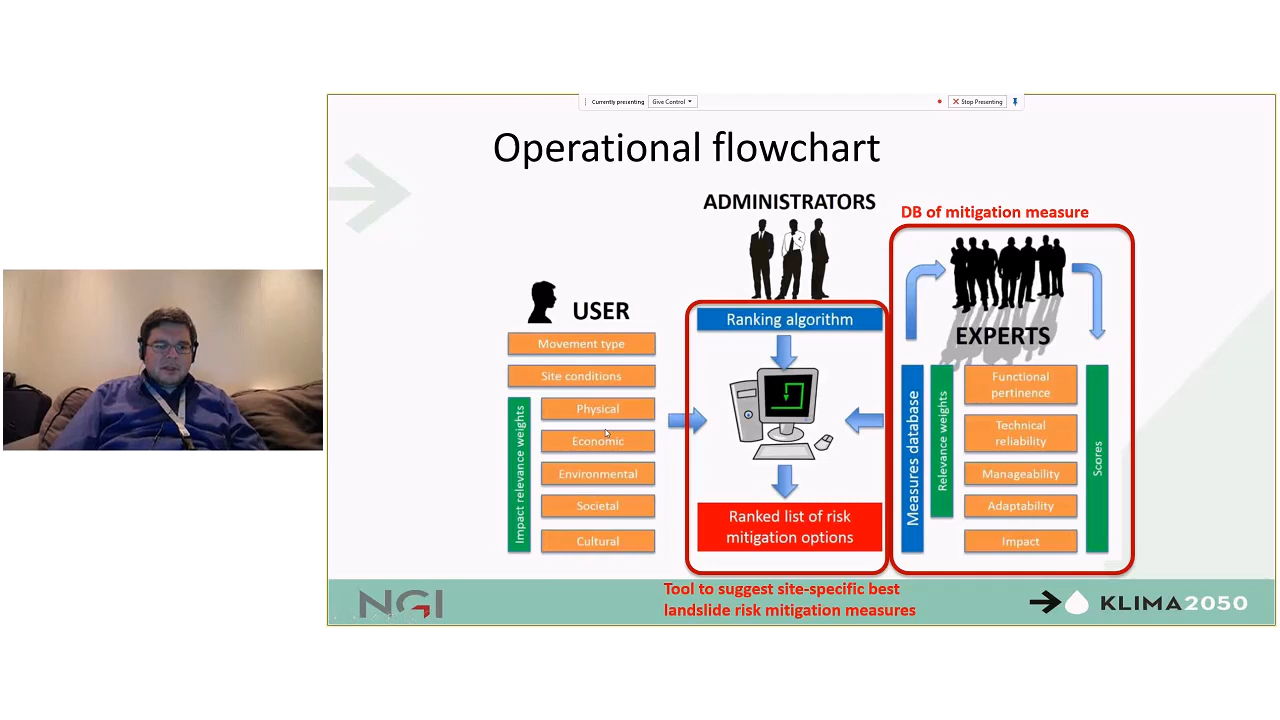 Currently presenting
Give Control
Stop Presenting
Operational flowchart
ADMINISTRATORS
DB of mitigation measure
USER
Movement type
Site conditions
Impact relevance weights
Physical
Economic
Environmental
Societal
Cultural
Ranking algorithm
Ranked list of risk
mitigation options
EXPERTS
Measures database
Relevance weights
Functional
pertinence
Technical
reliability
Manageability
Adaptability
Impact
Scores
Tool to suggest site-specific best
landslide risk mitigation measures
NGI
KLIMA 2050